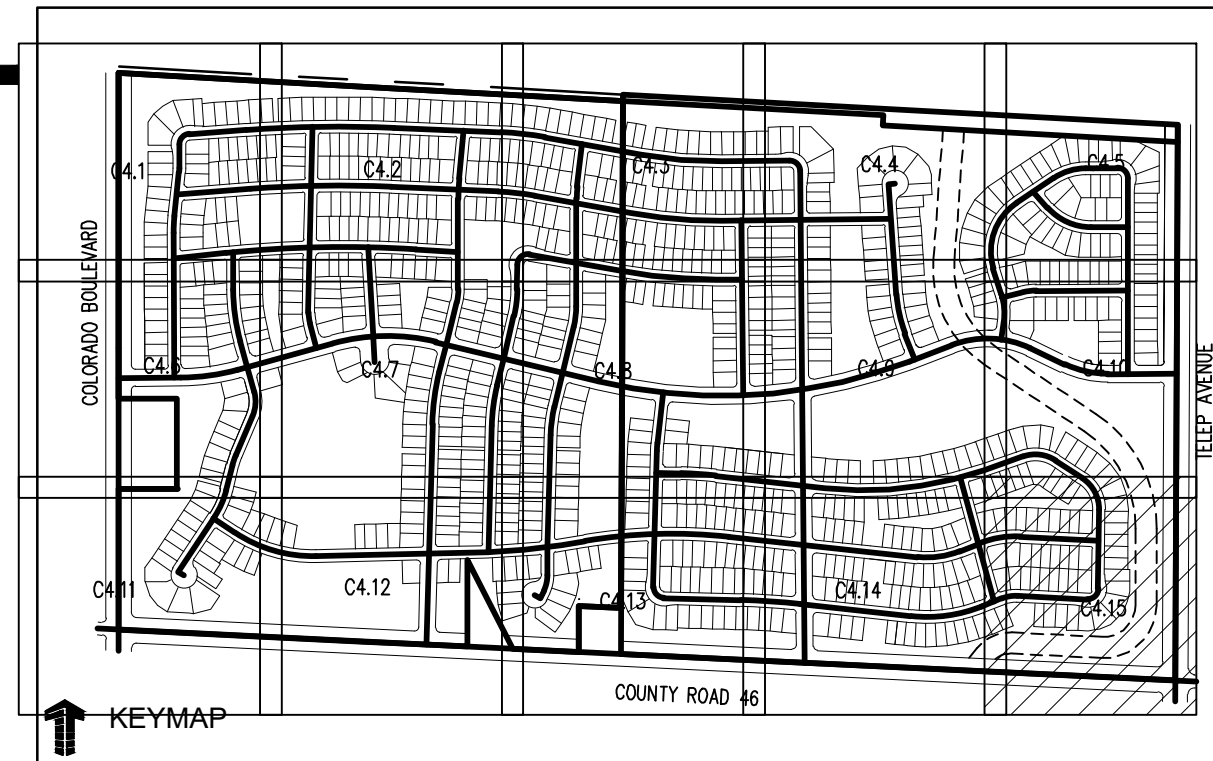 C4.1
C4.2
C4.3
C4.4
C4.5
COLORADO BOULEVARD
C4.6
C4.7
C4.8
C4.9
C4.10
TELEP AVENUE
C4.11
C4.12
C4.13
C4.14
C4.15
COUNTY ROAD 46
KEYMAP